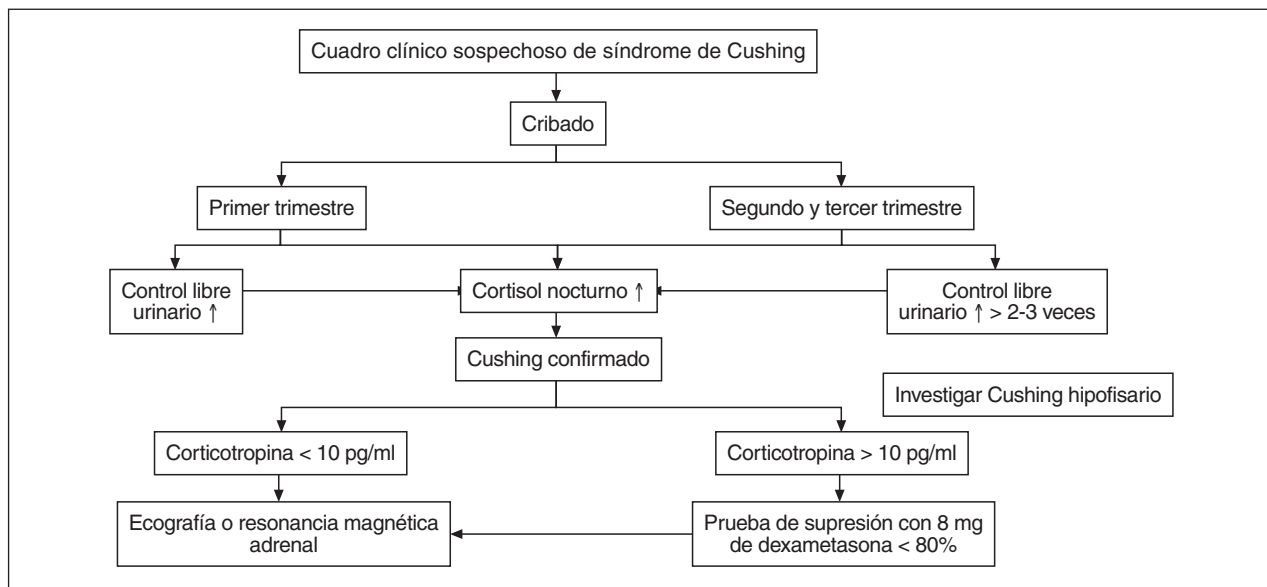 Cuadro clínico sospechoso de síndrome de Cushing
Cribado
Primer trimestre
Segundo y tercer trimestre
Control libre
urinario ↑
Cortisol nocturno ↑
Control libre
urinario ↑ > 2-3 veces
Cushing confirmado
Investigar Cushing hipofisario
Corticotropina < 10 pg/ml
Corticotropina > 10 pg/ml
Ecografía o resonancia magnética
adrenal
Prueba de supresión con 8 mg
de dexametasona < 80%